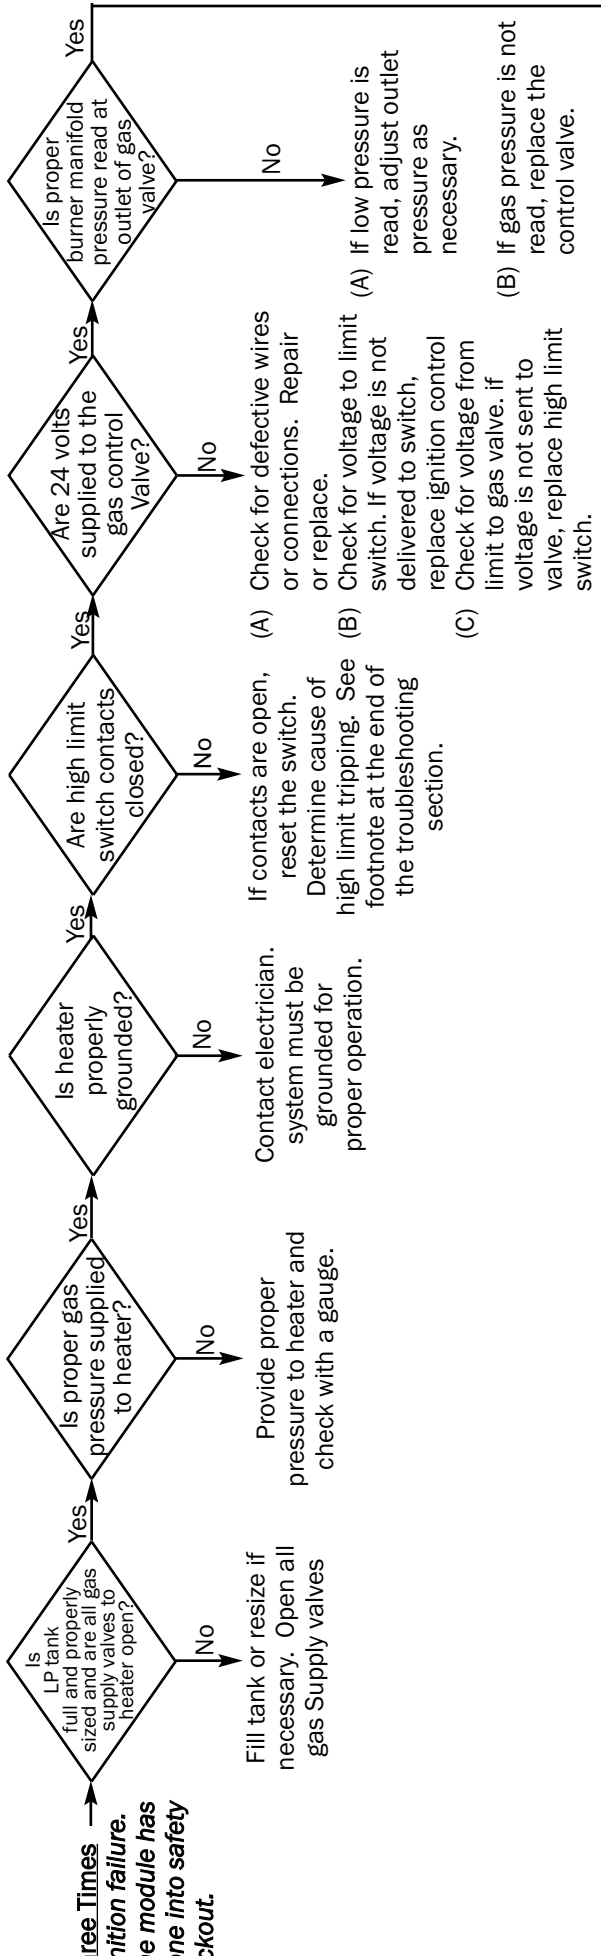 ree Times
nition failure.
e module has
one into safety
ckout.
Is
LP tank
full and properly
sized and are all gas
supply valves to
heater open?
Yes
No
Fill tank or resize if
necessary. Open all
gas Supply valves
Is proper gas
pressure supplied
to heater?
Yes
No
Provide proper
pressure to heater and
check with a gauge.
Is heater
properly
grounded?
Yes
No
Contact electrician.
system must be
grounded for
proper operation.
Are high limit
switch contacts
closed?
Yes
No
If contacts are open,
reset the switch.
Determine cause of
high limit tripping. See
footnote at the end of
the troubleshooting
section.
Are 24 volts
supplied to the
gas control
Valve?
Yes
No
(A) Check for defective wires
or connections. Repair
or replace.
(B) Check for voltage to limit
switch. If voltage is not
delivered to switch,
replace ignition control
(C) Check for voltage from
limit to gas valve. if
voltage is not sent to
valve, replace high limit
switch.
Is proper
burner manifold
pressure read at
outlet of gas
valve?
Yes
No
(A) If low pressure is
read, adjust outlet
pressure as
necessary.
(B) If gas pressure is not
read, replace the
control valve.